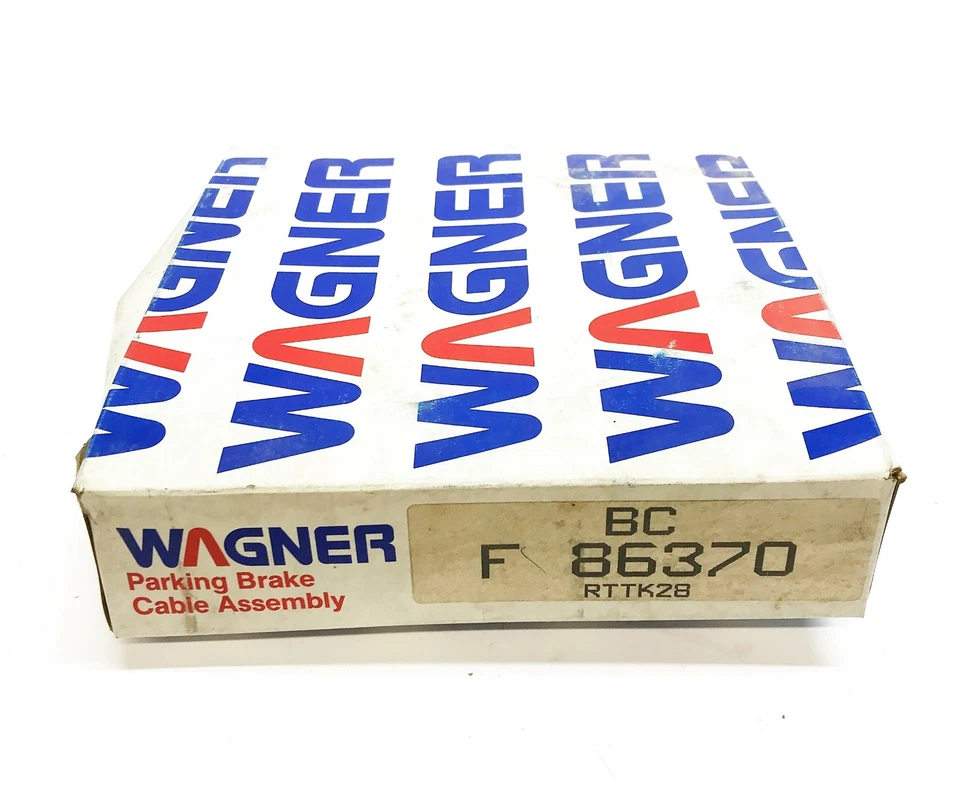 WAGNER
WAGNER
WAGNER
WAGNER
WAGNER
WAGNER
Parking Brake
Cable Assembly
BC
F 86370
RTTK28